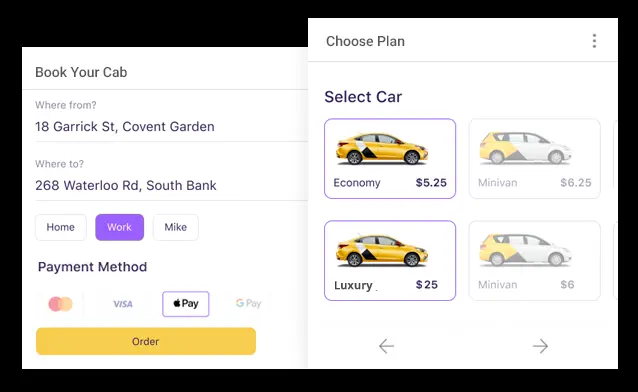 Book Your Cab
Where from?
18 Garrick St, Covent Garden
Where to?
268 Waterloo Rd, South Bank
Home
Work
Mike
Payment Method
VISA
Pay
G Pay
Order
Choose Plan
Select Car
Economy $5.25
Minivan $6.25
Luxury $25
Minivan $6